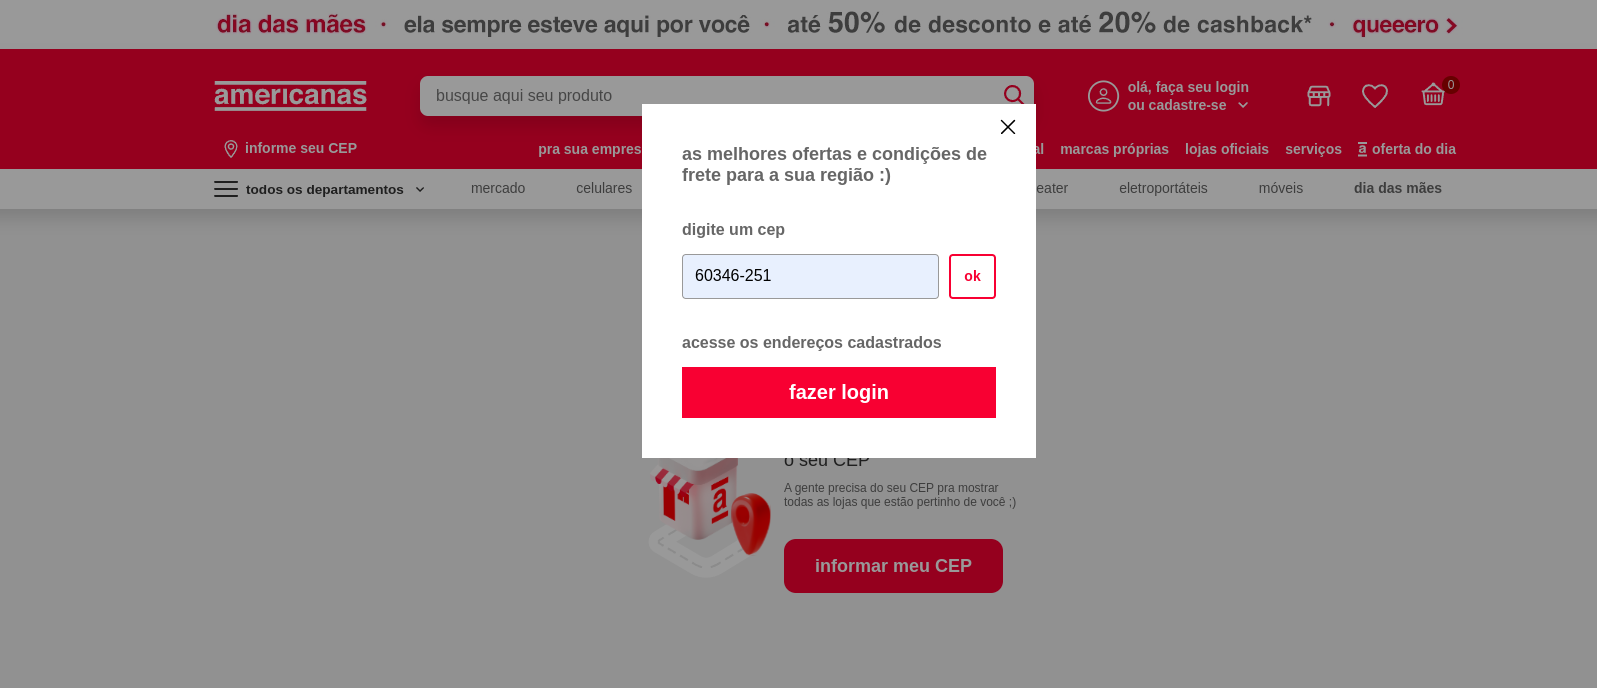 dia das mães • ela sempre esteve aqui por você • até 50% de desconto e até 20% de cashback* • queeero >
americanas
busque aqui seu produto
olá, faça seu login
ou cadastre-se
0
informe seu CEP
pra sua empres
al
marcas próprias
lojas oficiais
serviços
a oferta do dia
todos os departamentos
mercado
celulares
eater
eletroportáteis
móveis
dia das mães
as melhores ofertas e condições de
frete para a sua região :)
digite um cep
60346-251
ok
acesse os endereços cadastrados
fazer login
o seu CEP
A gente precisa do seu CEP pra mostrar
todas as lojas que estão pertinho de você ;)
a
informar meu CEP